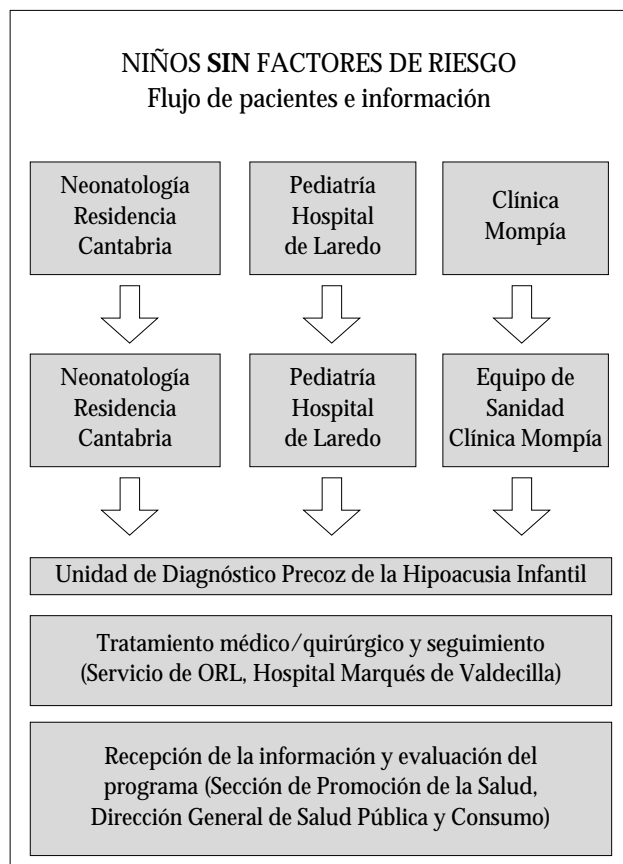 NIÑOS SIN FACTORES DE RIESGO
Flujo de pacientes e información
Neonatología
Residencia
Cantabria
Pediatría
Hospital
de Laredo
Clínica
Mompía
Neonatología
Residencia
Cantabria
Pediatría
Hospital
de Laredo
Equipo de
Sanidad
Clínica Mompía
Unidad de Diagnóstico Precoz de la Hipoacusia Infantil
Tratamiento médico/quirúrgico y seguimiento
(Servicio de ORL, Hospital Marqués de Valdecilla)
Recepción de la información y evaluación del
programa (Sección de Promoción de la Salud,
Dirección General de Salud Pública y Consumo)